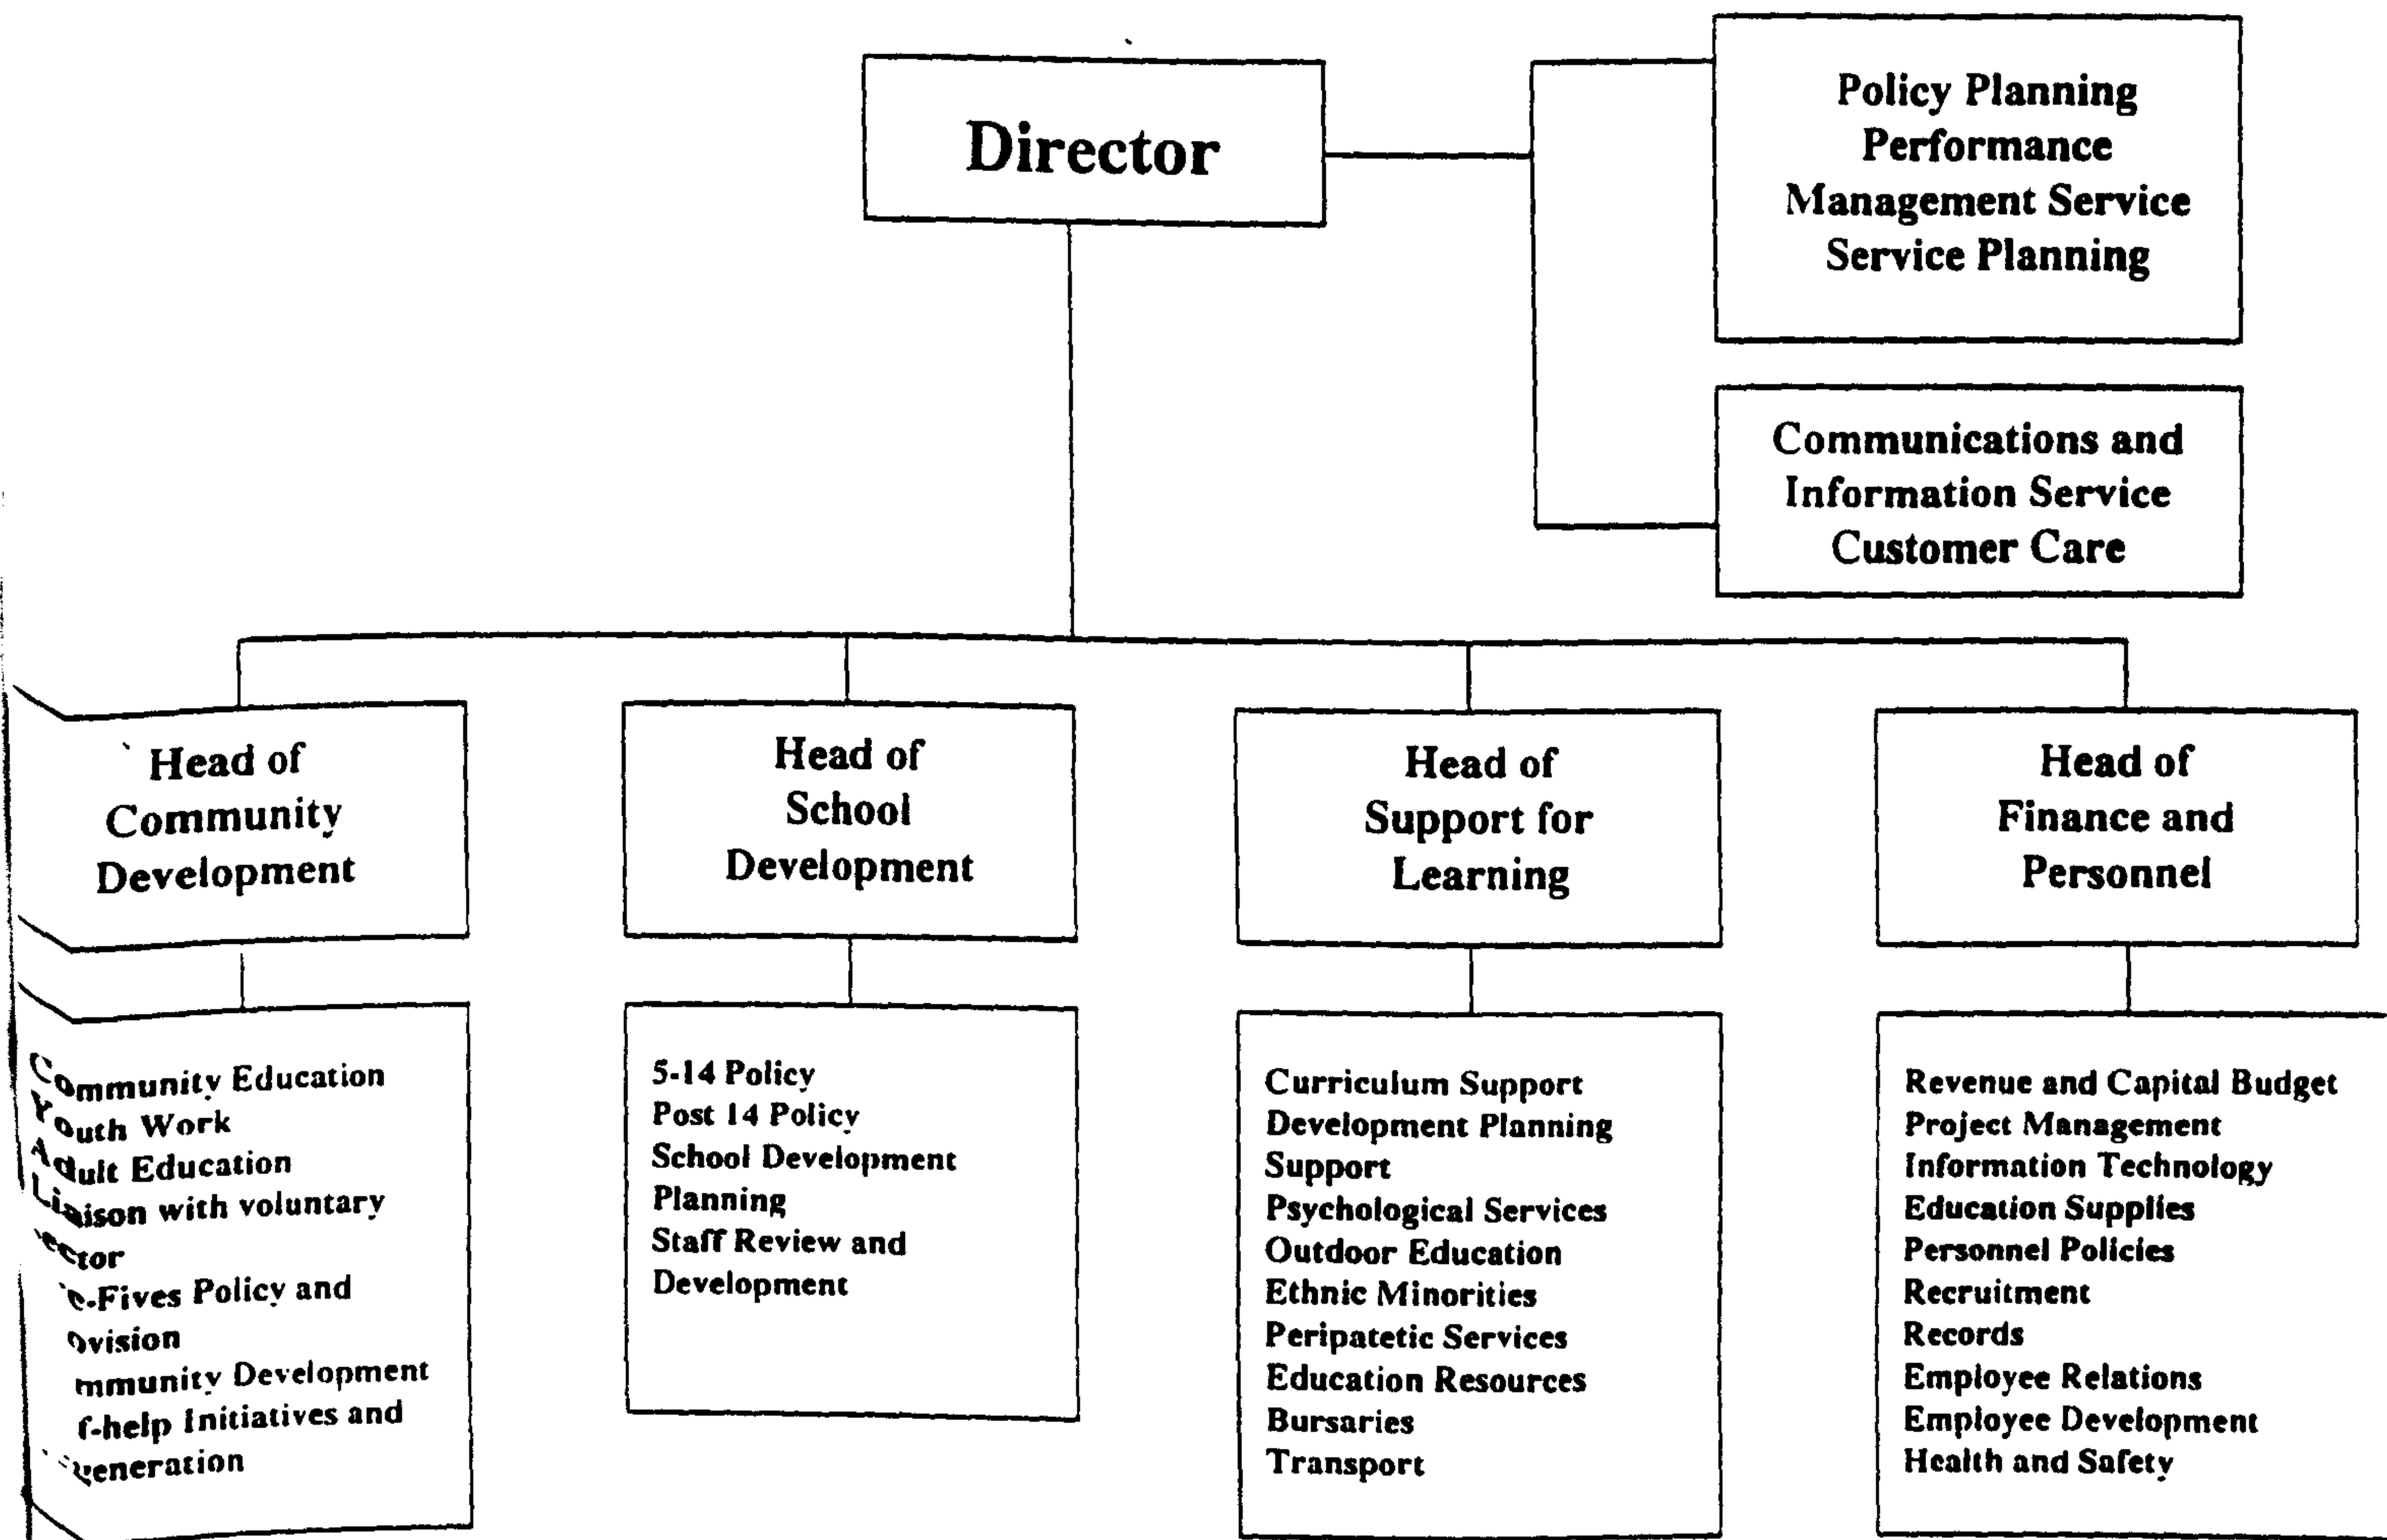 Director
Policy Planning
Performance
Management Service
Service Planning
Communications and
Information Service
Customer Care
Head of
Community
Development
Head of
School
Development
Head of
Support for
Learning
Head of
Finance and
Personnel
Community Education
Youth Work
Adult Education
Liaison with voluntary
Policy and
Development
Initiatives and
5-14 Policy
Post 14 Policy
School Development
Planning
Staff Review and
Development
Curriculum Support
Development Planning
Support
Psychological Services
Outdoor Education
Ethnic Minorities
Peripatetic Services
Education Resources
Bursaries
Transport
Revenue and Capital Budget
Project Management
Information Technology
Education Supplies
Personnel Policies
Recruitment
Records
Employee Relations
Employee Development
Health and Safety